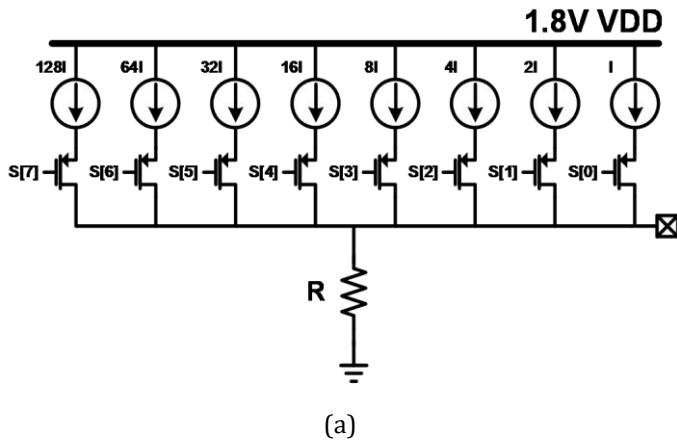 1.8V VDD
128I 64I 32I 16I 8I 4I 2I I
S[7] S[6] S[5] S[4] S[3] S[2] S[1] S[0]
R
(a)